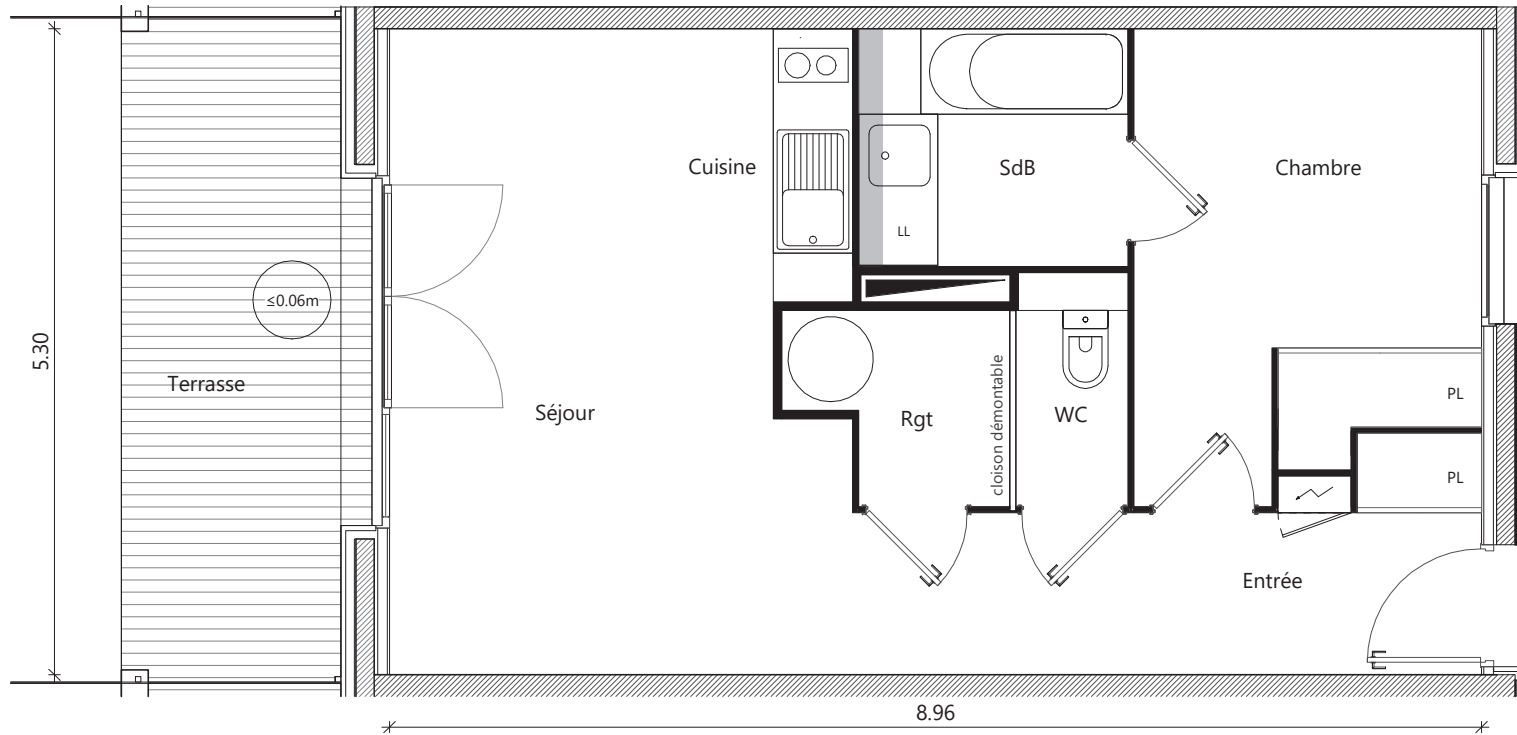 Cuisine
SdB
Chambre
LL
≤0.06m
5.30
Terrasse
Séjour
Rgt
cloison démontable
WC
PL
PL
Entrée
8.96